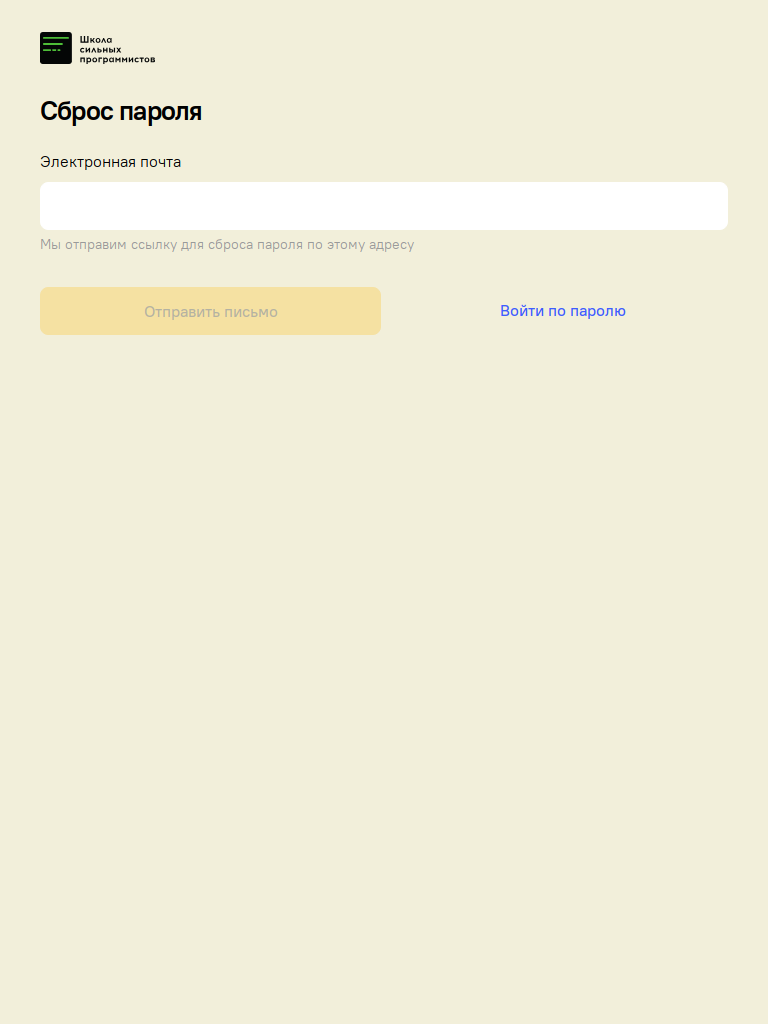 Школа
сильных
программистов
Сброс пароля
Электронная почта
Мы отправим ссылку для сброса пароля по этому адресу
Отправить письмо
Войти по паролю